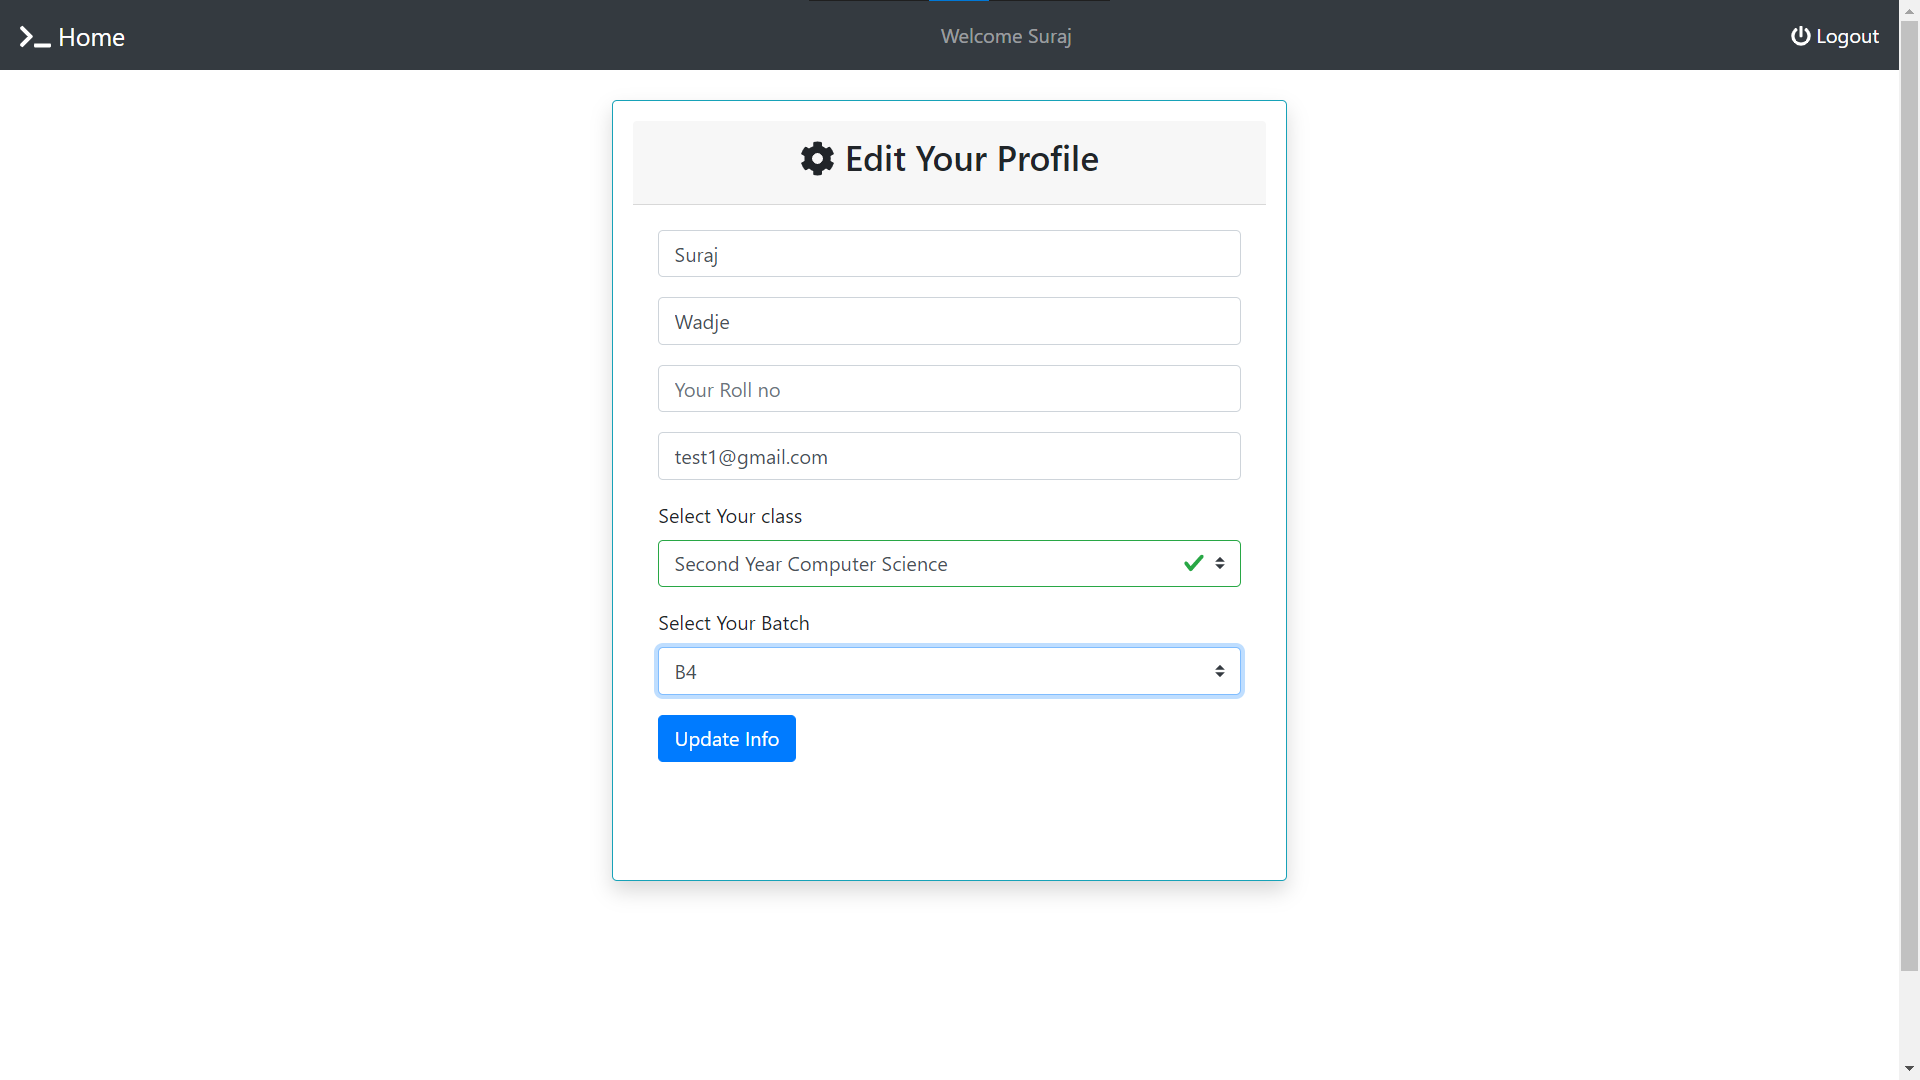 Home
Welcome Suraj
Logout
Edit Your Profile
Suraj
Wadje
Your Roll no
test1@gmail.com
Select Your class
Second Year Computer Science
Select Your Batch
B4
Update Info